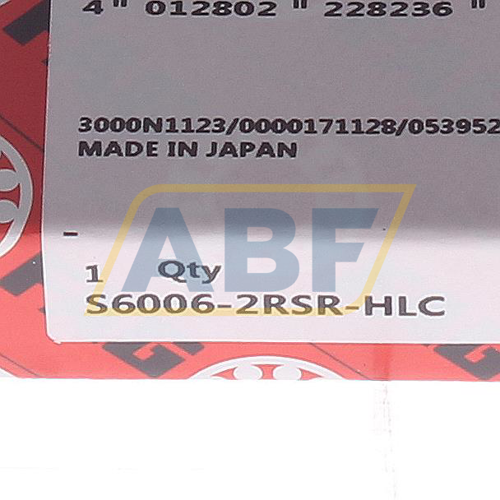 4 " 012802 " 228236 "
3000N1123/0000171128/053952
MADE IN JAPAN
-
ABF
1 Qty
S6006-2RSR-HLC